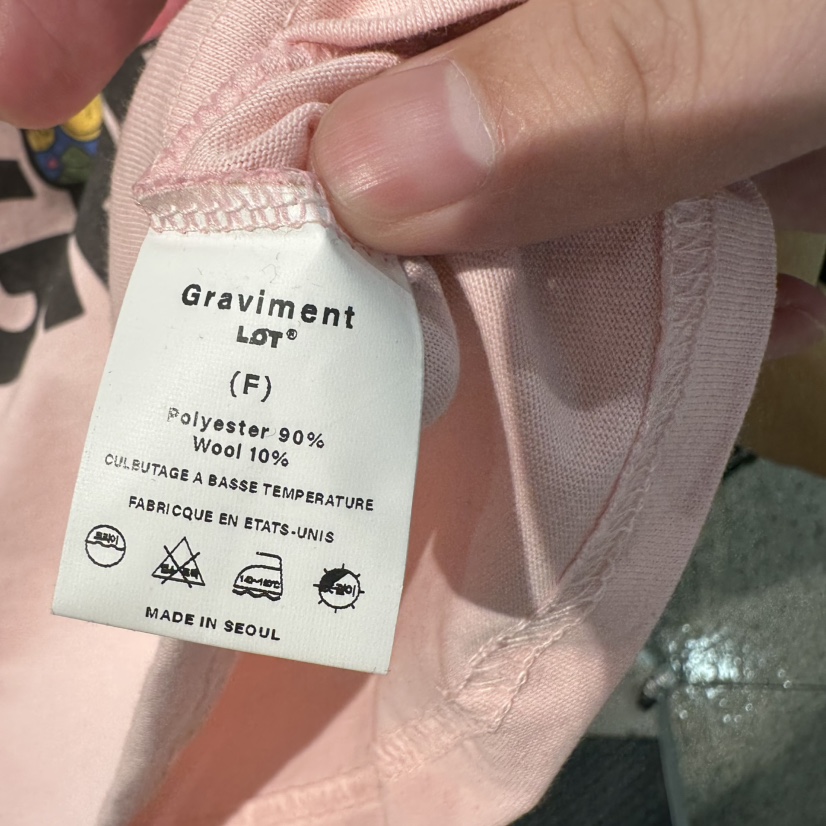 Graviment
LOT®
(F)
Polyester 90%
Wool 10%
CULBUTAGE A BASSE TEMPERATURE
FABRICQUE EN ETATS-UNIS
MADE IN SEOUL